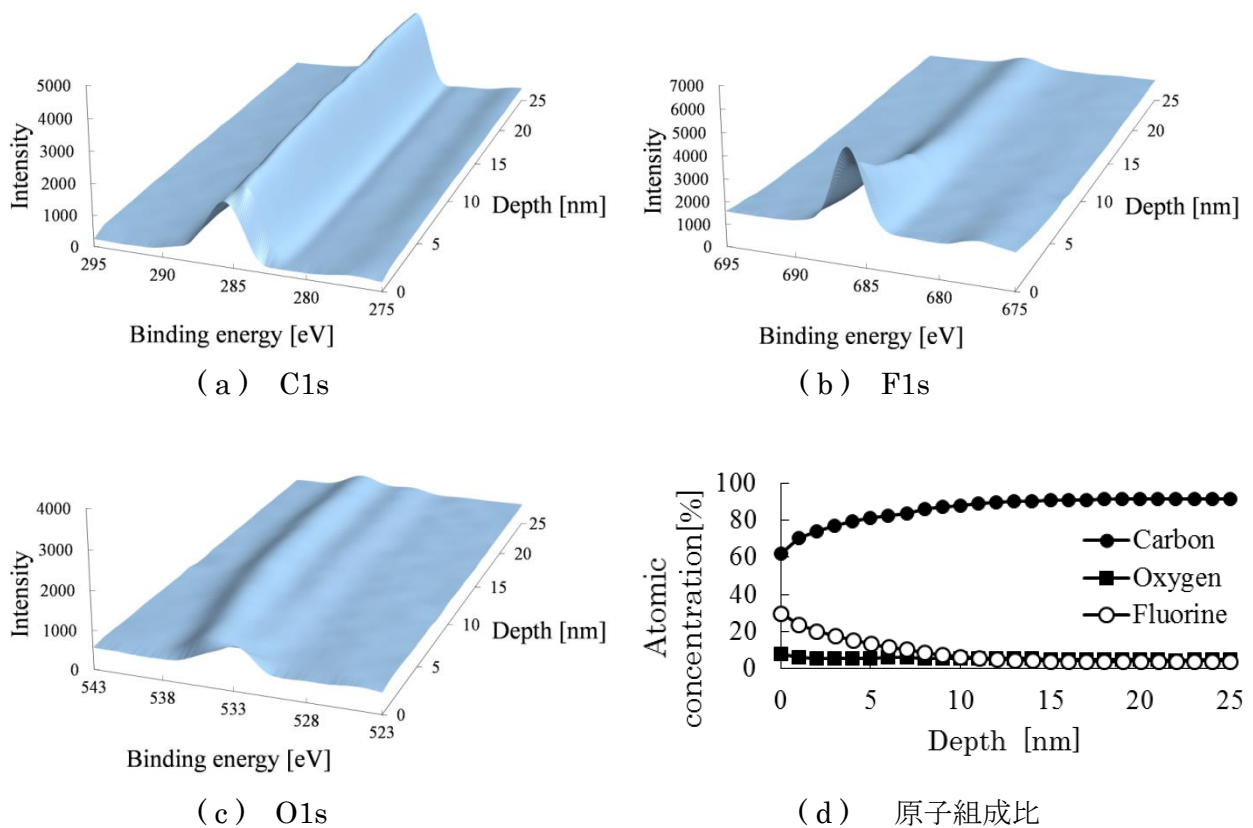 5000
4000
3000
2000
1000
0
Intensity
295
290
285
280
275
Binding energy [eV]
0
5
10
15
20
25
Depth [nm]
(a) C1s
7000
6000
5000
4000
3000
2000
1000
0
Intensity
695
690
685
680
675
Binding energy [eV]
0
5
10
15
20
25
Depth [nm]
(b) F1s
4000
3000
2000
1000
0
Intensity
543
538
533
528
523
Binding energy [eV]
0
5
10
15
20
25
Depth [nm]
(c) O1s
100
80
60
40
20
0
Atomic
concentration[%]
Carbon
Oxygen
Fluorine
0 5 10 15 20 25
Depth [nm]
(d) 原子組成比